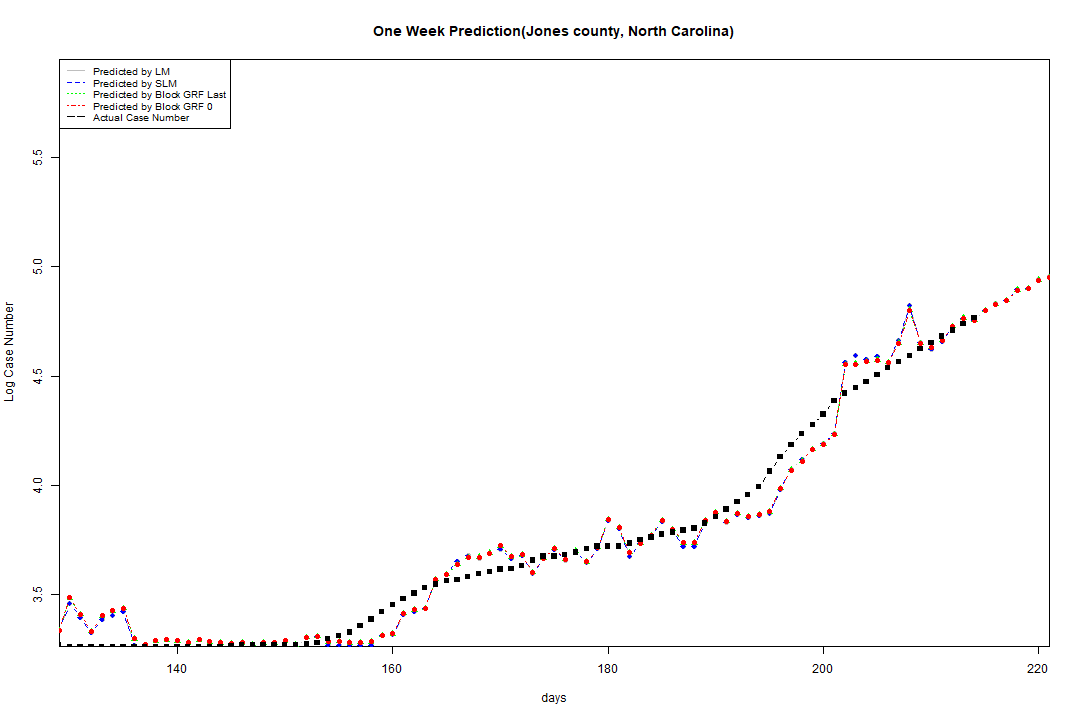 One Week Prediction(Jones county, North Carolina)
Predicted by LM
Predicted by SLM
Predicted by Block GRF Last
Predicted by Block GRF 0
Actual Case Number
5.5
5.0
4.5
4.0
3.5
Log Case Number
140 160 180 200 220
days